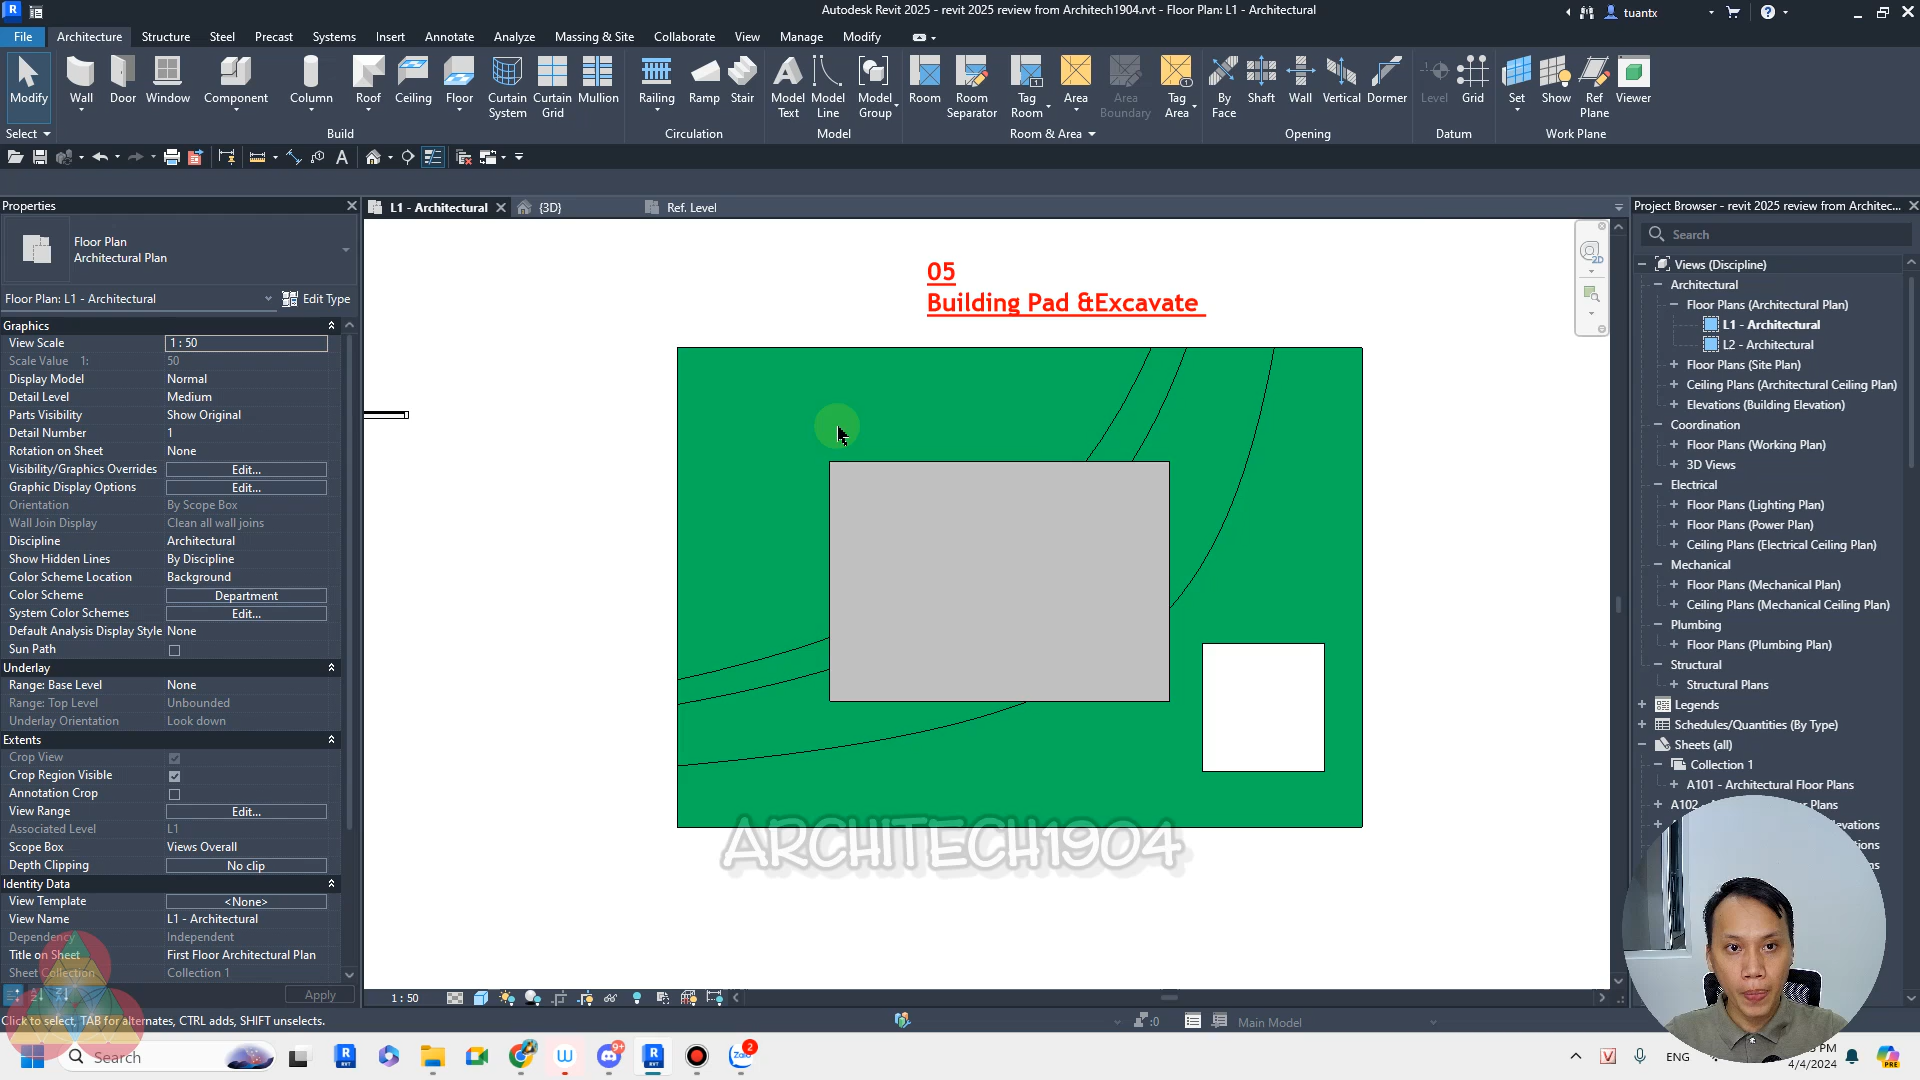 Autodesk Revit 2025 - revit 2025 review from Architech1904.rvt - Floor Plan: L1 - Architectural
tuantx
File Architecture Structure Steel Precast Systems Insert Annotate Analyze Massing & Site Collaborate View Manage Modify
Modify Wall Door Window Component Column Roof Ceiling Floor Curtain System Curtain Grid Mullion Railing Ramp Stair Model Text Model Line Model Group Room Room Separator Tag Room Area Area Boundary Tag Area By Face Shaft Wall Vertical Dormer Level Grid Set Show Ref Plane Viewer
Select Build Circulation Model Room & Area Opening Datum Work Plane
Properties
Floor Plan
Architectural Plan
Floor Plan: L1 - Architectural Edit Type
Graphics
View Scale 1 : 50
Scale Value 1: 50
Display Model Normal
Detail Level Medium
Parts Visibility Show Original
Detail Number 1
Rotation on Sheet None
Visibility/Graphics Overrides Edit...
Graphic Display Options Edit...
Orientation By Scope Box
Wall Join Display Clean all wall joins
Discipline Architectural
Show Hidden Lines By Discipline
Color Scheme Location Background
Color Scheme Department
System Color Schemes Edit...
Default Analysis Display Style None
Sun Path
Underlay
Range: Base Level None
Range: Top Level Unbounded
Underlay Orientation Look down
Extents
Crop View
Crop Region Visible
Annotation Crop
View Range Edit...
Associated Level L1
Scope Box Views Overall
Depth Clipping No clip
Identity Data
View Template <None>
View Name L1 - Architectural
Dependency Independent
Title on Sheet First Floor Architectural Plan
Sheet Collection Collection 1
Apply
L1 - Architectural {3D} Ref. Level
05
Building Pad &Excavate
2D
ARCHITECH1904
1 : 50
Project Browser - revit 2025 review from Architec...
Search
Views (Discipline)
Architectural
Floor Plans (Architectural Plan)
L1 - Architectural
L2 - Architectural
Floor Plans (Site Plan)
Ceiling Plans (Architectural Ceiling Plan)
Elevations (Building Elevation)
Coordination
Floor Plans (Working Plan)
3D Views
Electrical
Floor Plans (Lighting Plan)
Floor Plans (Power Plan)
Ceiling Plans (Electrical Ceiling Plan)
Mechanical
Floor Plans (Mechanical Plan)
Ceiling Plans (Mechanical Ceiling Plan)
Plumbing
Floor Plans (Plumbing Plan)
Structural
Structural Plans
Legends
Schedules/Quantities (By Type)
Sheets (all)
Collection 1
A101 - Architectural Floor Plans
Click to select, TAB for alternates, CTRL adds, SHIFT unselects.
:0
Main Model
Search
ENG
PM
4/4/2024